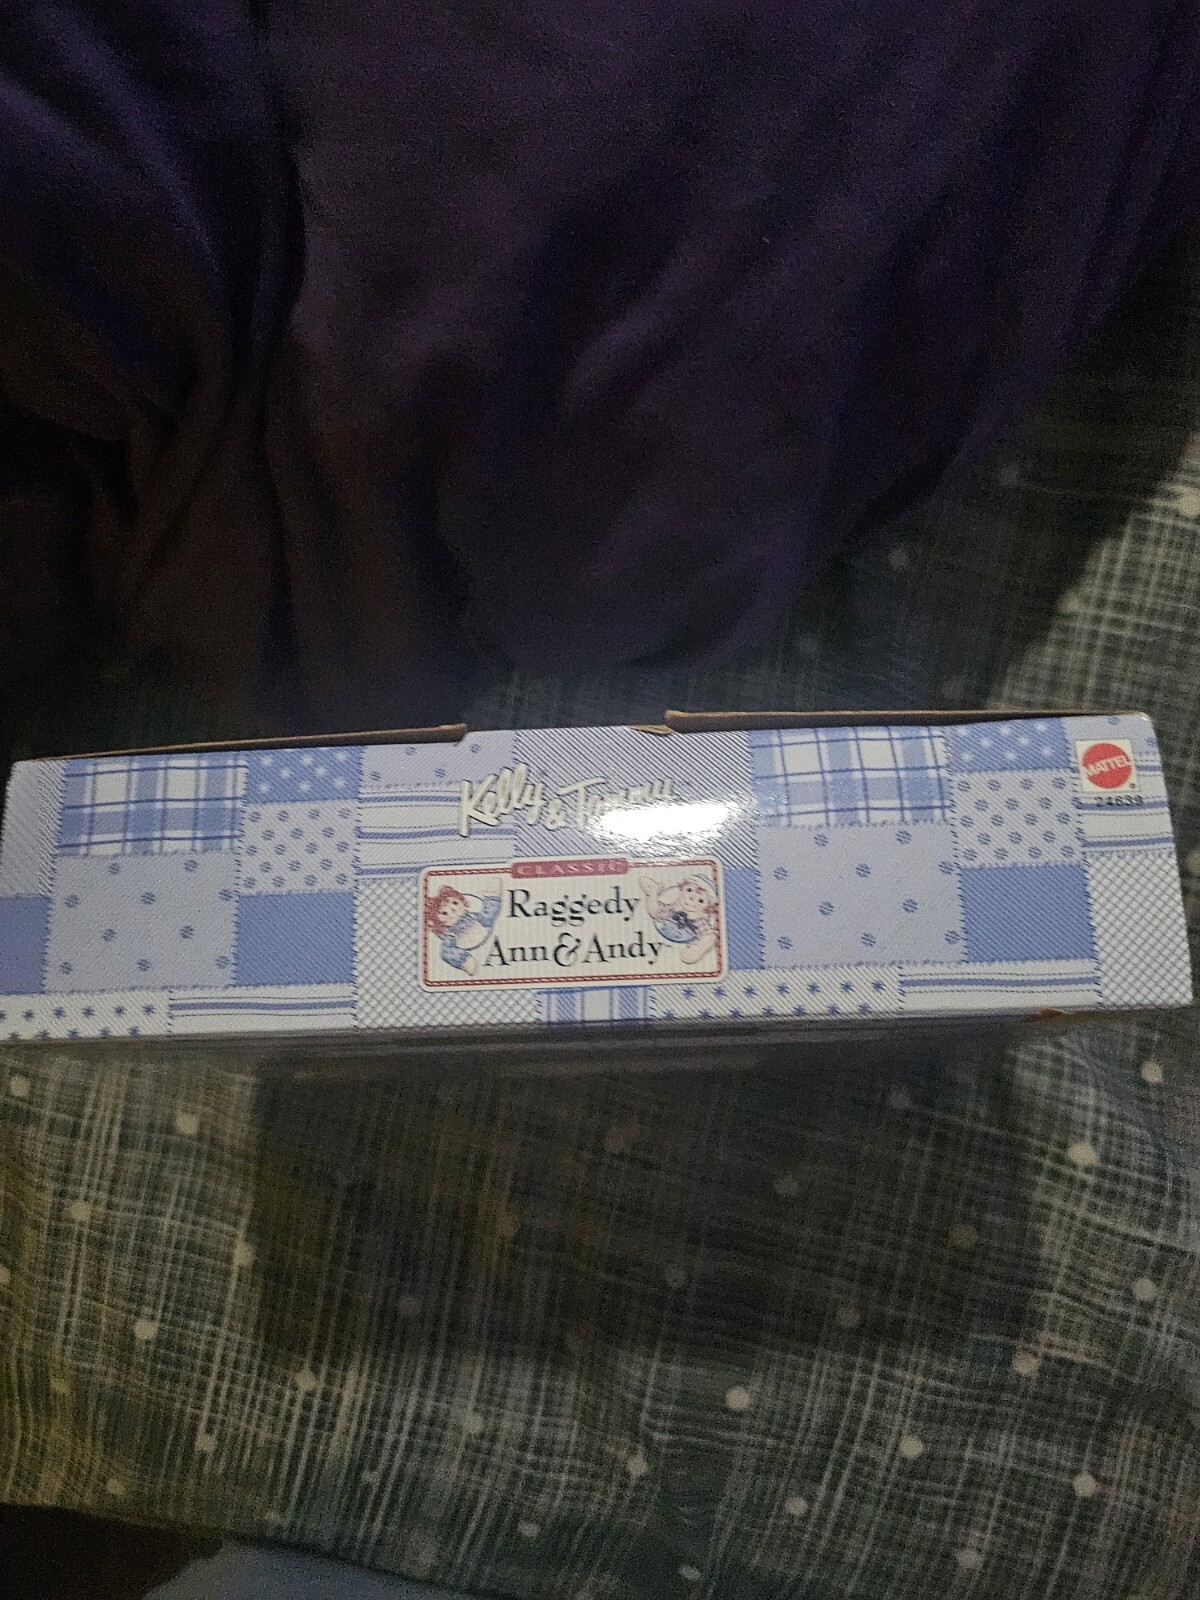 Kelly & Tommy
MATTEL
24639
CLASSIC
Raggedy
Ann & Andy